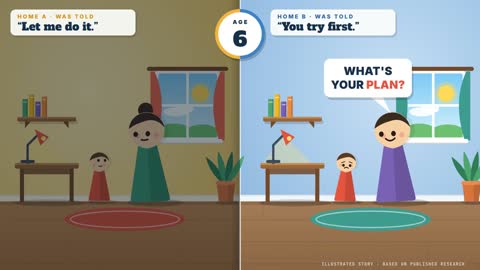 HOME A · WAS TOLD
“Let me do it.”
AGE
6
HOME B · WAS TOLD
“You try first.”
WHAT'S
YOUR PLAN?
ILLUSTRATED STORY · BASED ON PUBLISHED RESEARCH